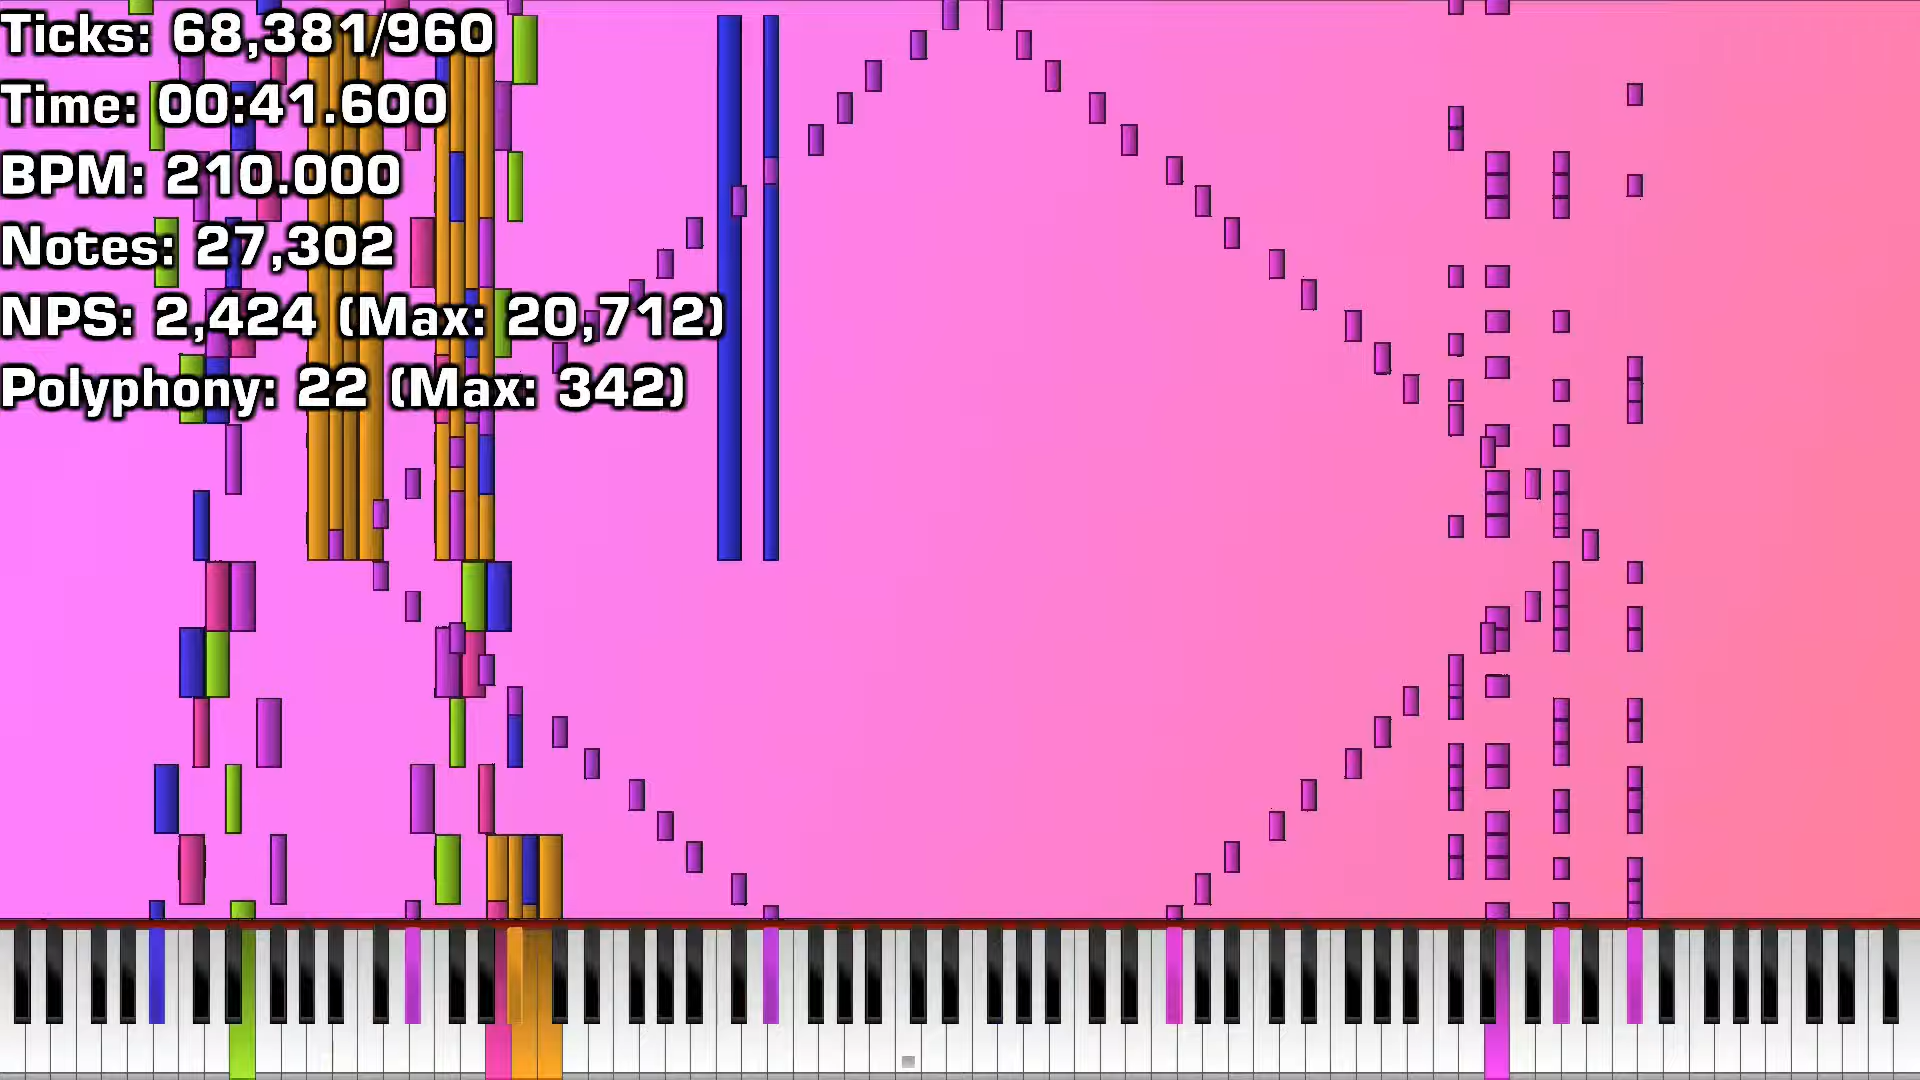 Ticks: 68,381/960
Time: 00:41.600
BPM: 210.000
Notes: 27,302
NPS: 2,424 (Max: 20,712)
Polyphony: 22 (Max: 342)